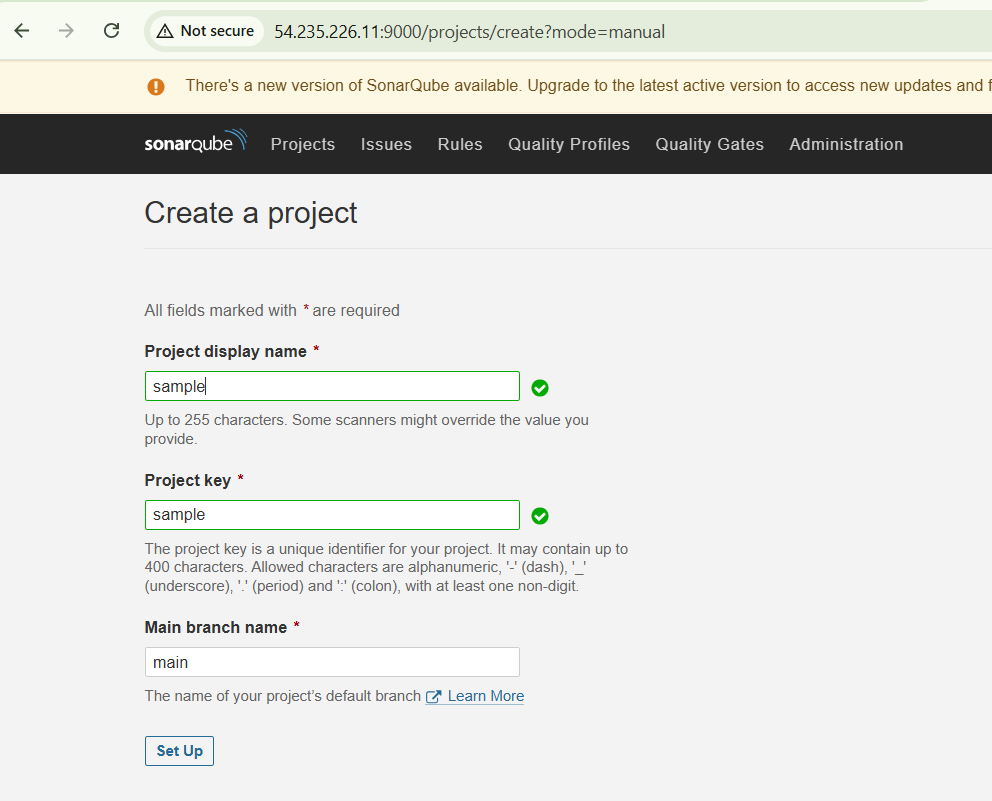 Not secure 54.235.226.11:9000/projects/create?mode=manual
There's a new version of SonarQube available. Upgrade to the latest active version to access new updates and f
sonarqube Projects Issues Rules Quality Profiles Quality Gates Administration
Create a project
All fields marked with * are required
Project display name *
sample
Up to 255 characters. Some scanners might override the value you
provide.
Project key *
sample
The project key is a unique identifier for your project. It may contain up to
400 characters. Allowed characters are alphanumeric, '-' (dash), '_'
(underscore), '.' (period) and ':' (colon), with at least one non-digit.
Main branch name *
main
The name of your project’s default branch Learn More
Set Up